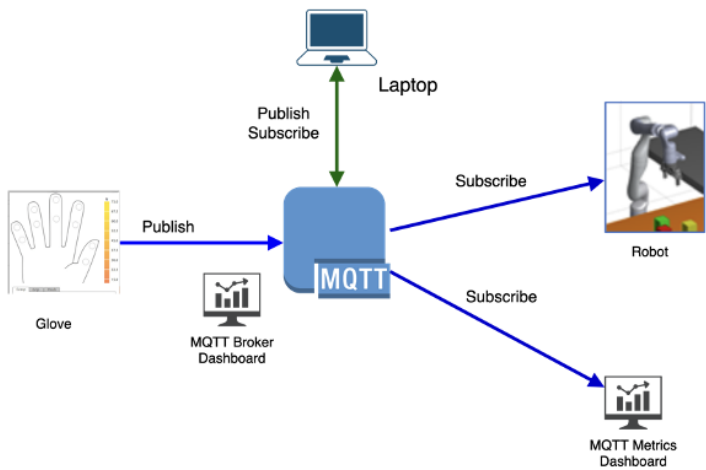 Laptop
Publish
Subscribe
Subscribe
Publish
Robot
MQTT
Subscribe
Glove
MQTT Broker
Dashboard
MQTT Metrics
Dashboard